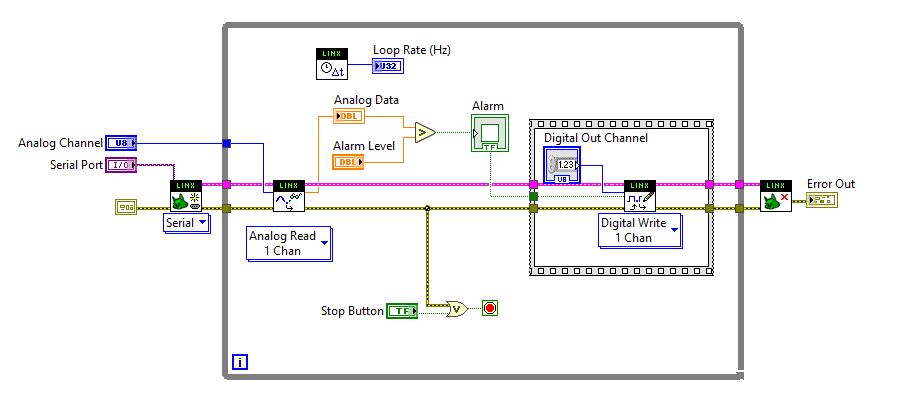 LINX
Loop Rate (Hz)
U32
Analog Data
DBL
Alarm
TF
Alarm Level
DBL
>
Digital Out Channel
1.23
U8
Analog Channel
U8
Serial Port
I/O
LINX
Serial
LINX
Analog Read
1 Chan
LINX
Digital Write
1 Chan
LINX
Error Out
Stop Button
TF
V
i